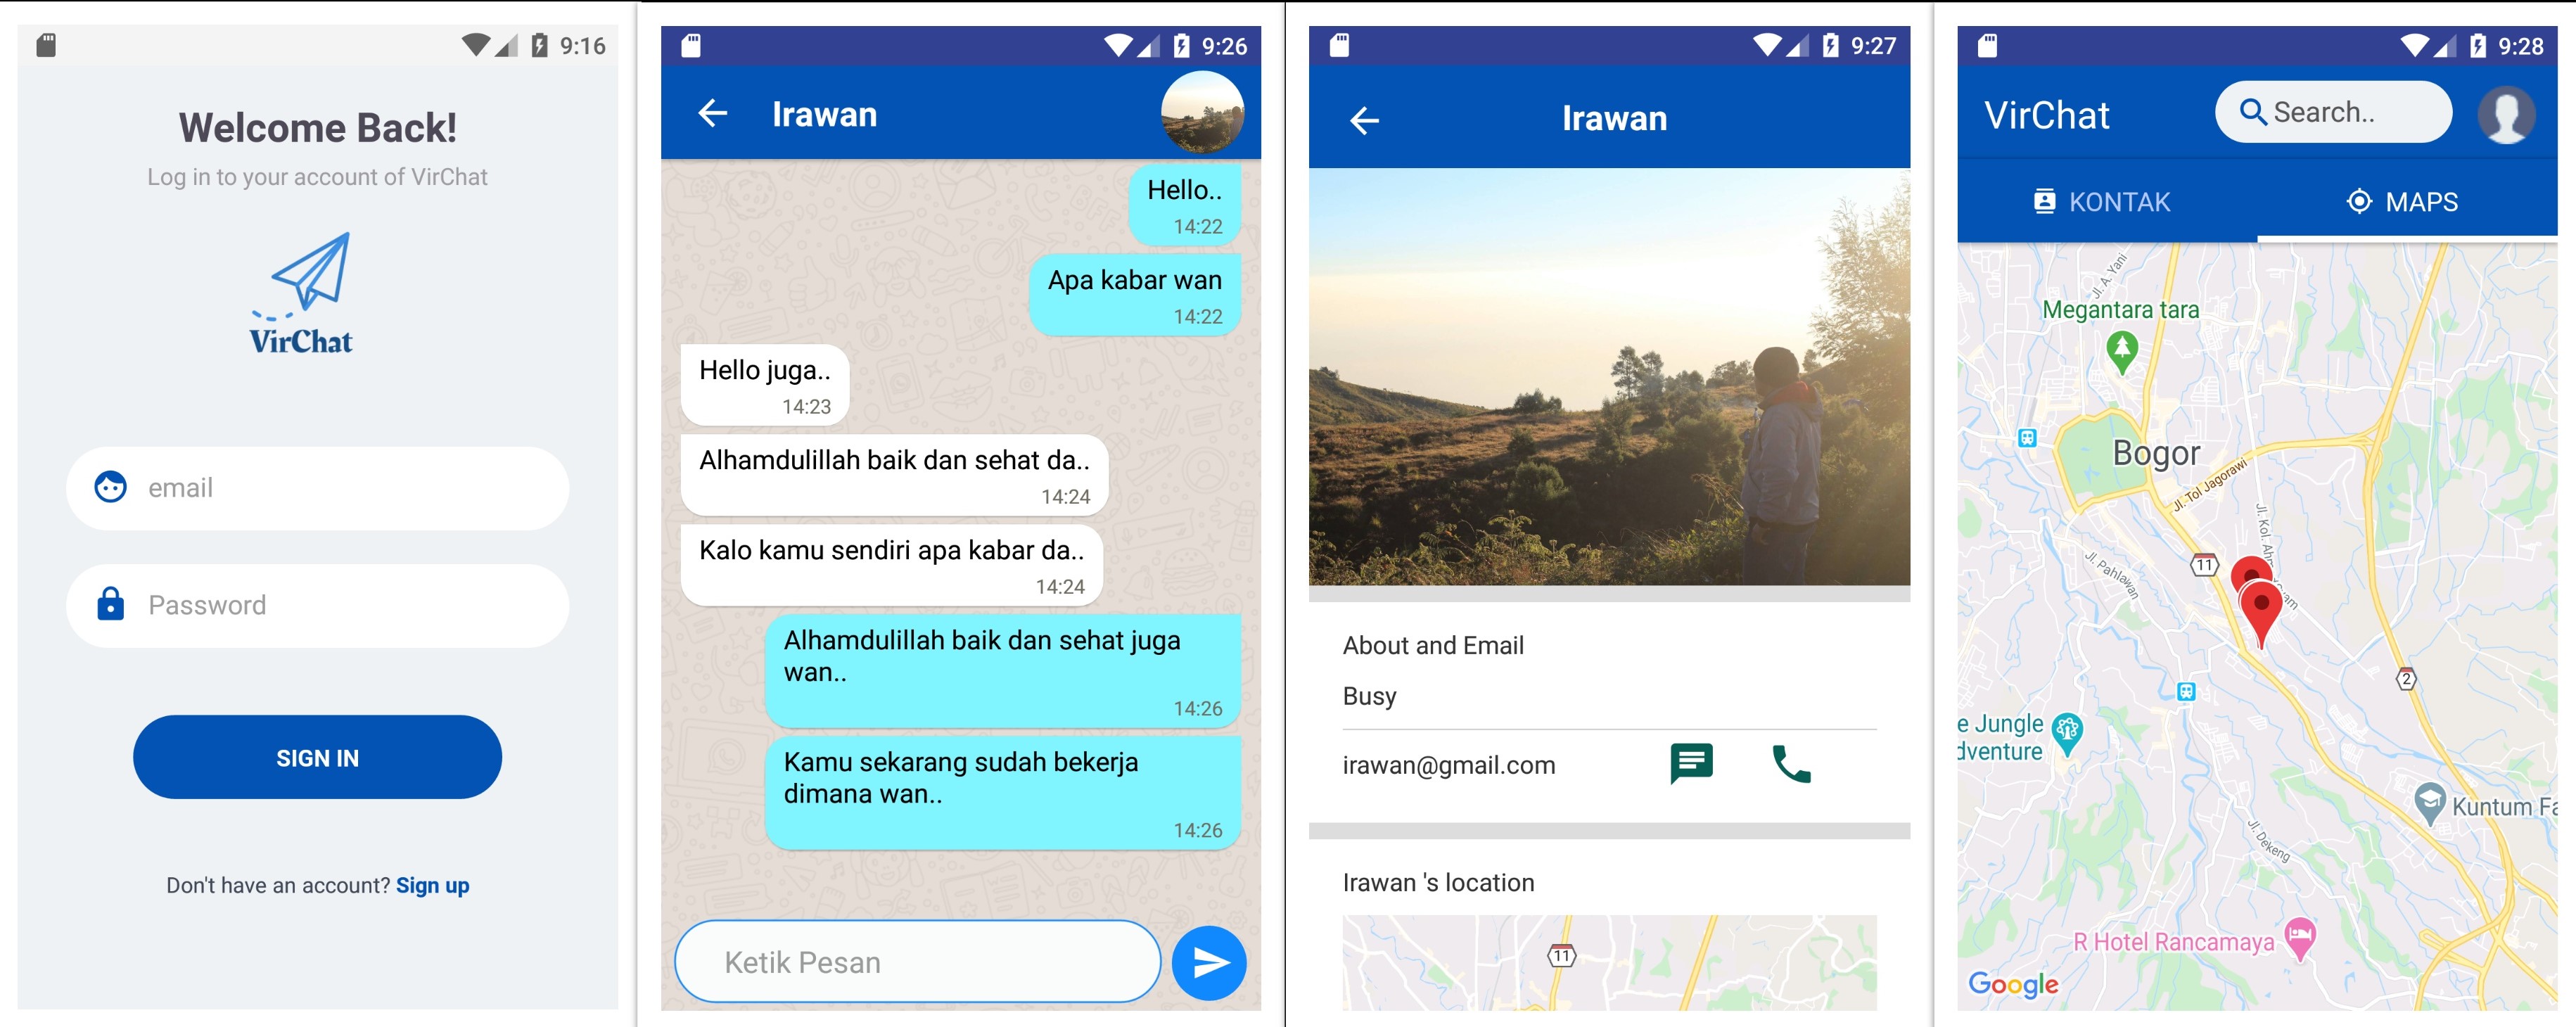 9:16
Welcome Back!
Log in to your account of VirChat
VirChat
email
Password
SIGN IN
Don't have an account? Sign up
9:26
Irawan
Hello..
14:22
Apa kabar wan
14:22
Hello juga..
14:23
Alhamdulillah baik dan sehat da..
14:24
Kalo kamu sendiri apa kabar da..
14:24
Alhamdulillah baik dan sehat juga
wan..
14:26
Kamu sekarang sudah bekerja
dimana wan..
14:26
Ketik Pesan
9:27
Irawan
About and Email
Busy
irawan@gmail.com
Irawan 's location
11
9:28
VirChat
Search..
KONTAK
MAPS
Jl. A. Yani
Megantara tara
Bogor
Jl. Tol Jagorawi
Jl. Kol. Ah
am
11
Jl. Pahlawan
2
e Jungle
dventure
Kuntum Fa
Jl. Dekeng
R Hotel Rancamaya
Google